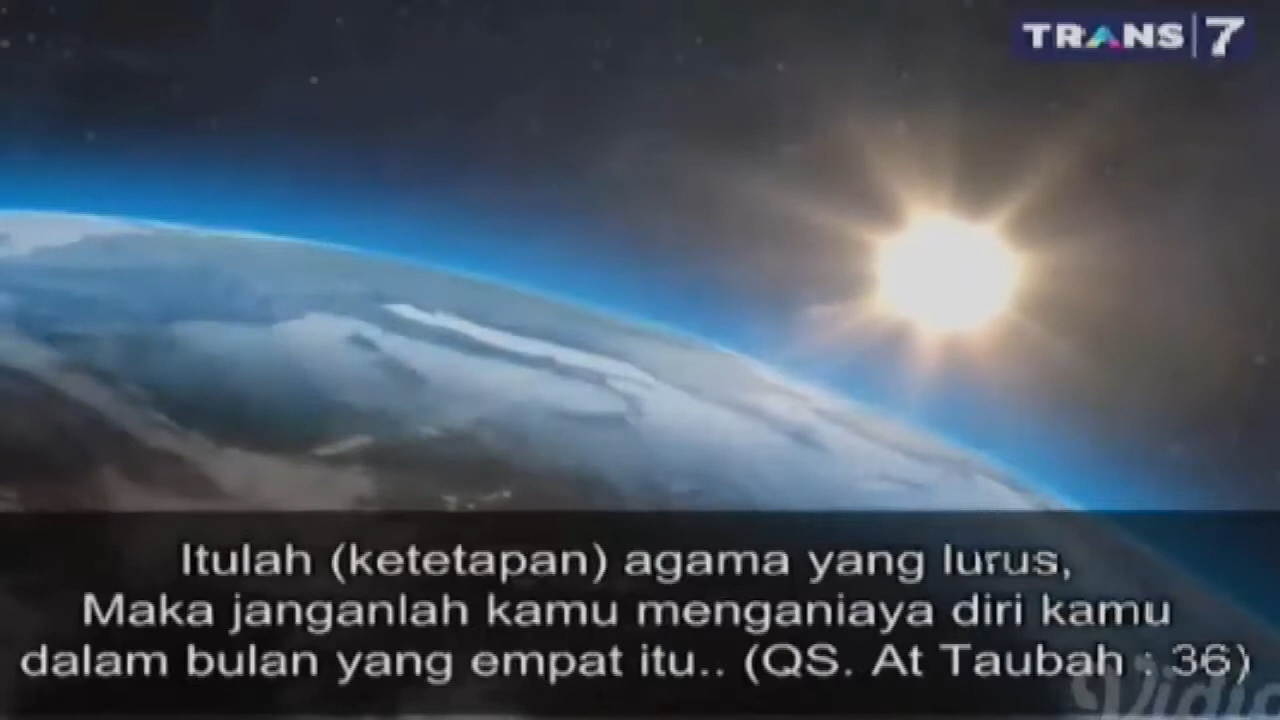 TRANS|7
Itulah (ketetapan) agama yang lurus,
Maka janganlah kamu menganiaya diri kamu
dalam bulan yang empat itu.. (QS. At Taubah : 36)
Vidio